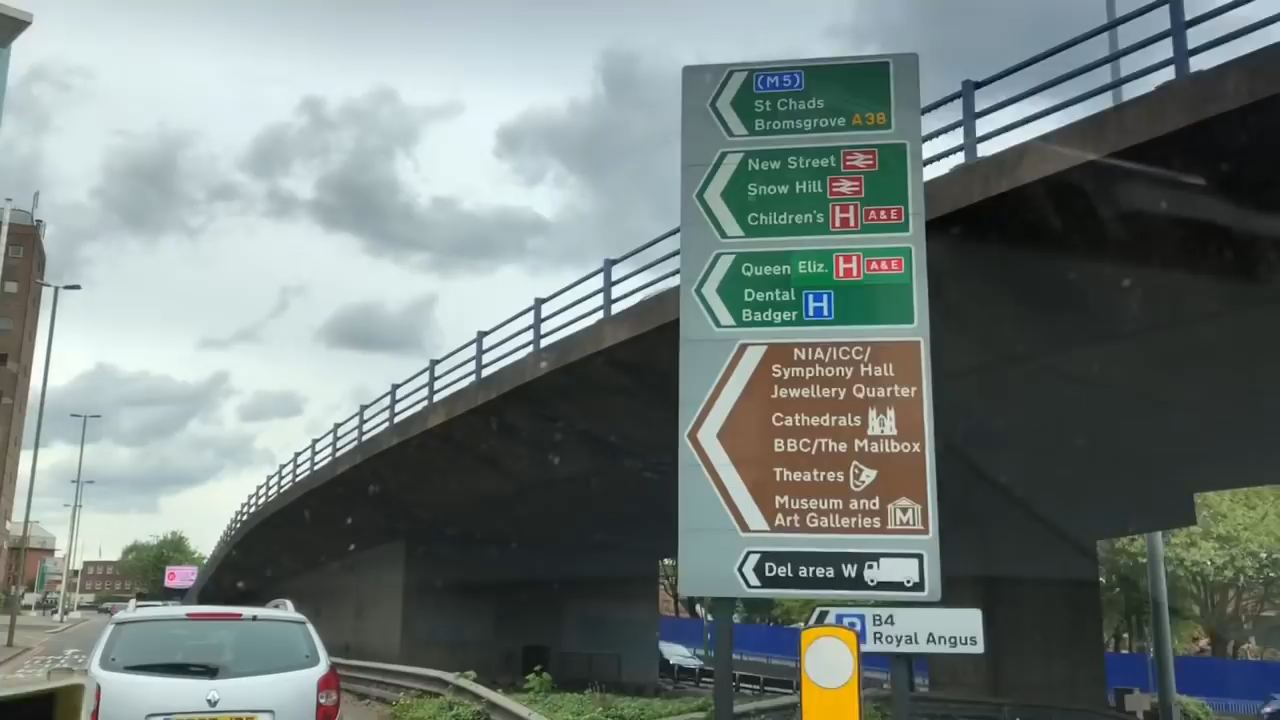 (M5)
St Chads
Bromsgrove A38
New Street
Snow Hill
Children's H A&E
Queen Eliz. H A&E
Dental H
Badger
NIA/ICC/
Symphony Hall
Jewellery Quarter
Cathedrals
BBC/The Mailbox
Theatres
Museum and
Art Galleries M
Del area W
P B4
Royal Angus